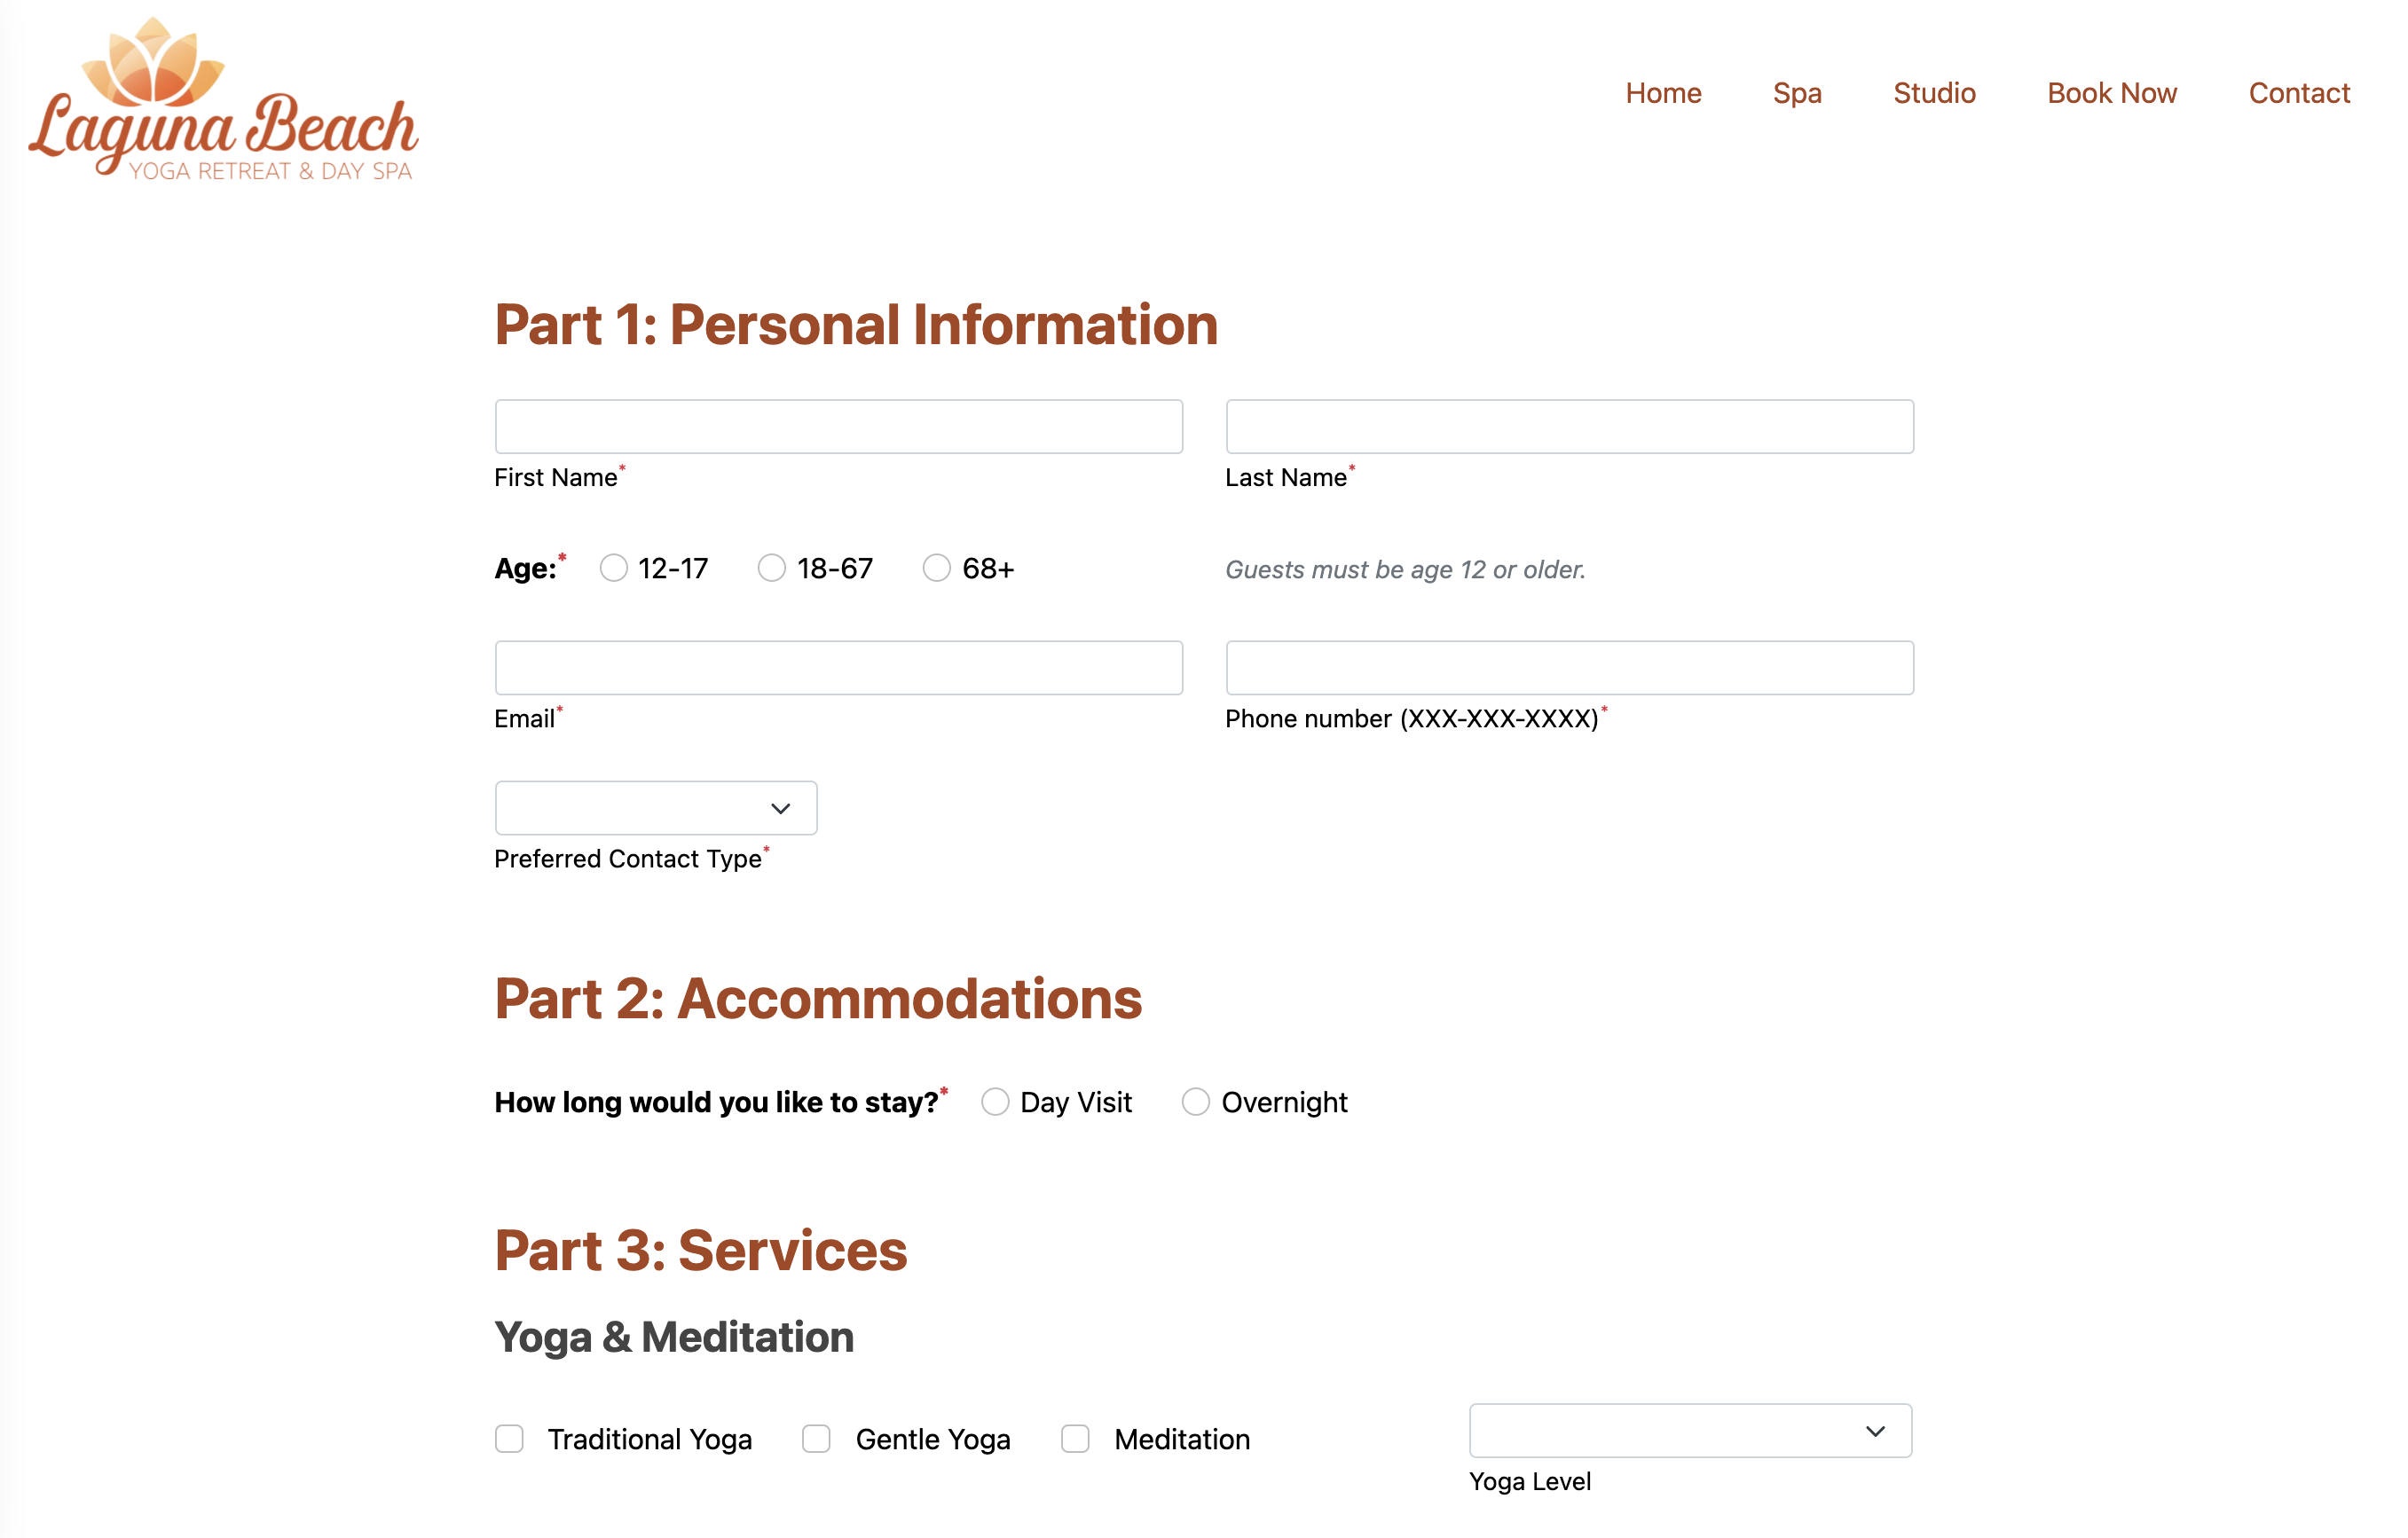 Laguna Beach
YOGA RETREAT & DAY SPA
Home Spa Studio Book Now Contact
Part 1: Personal Information
First Name* Last Name*
Age:* 12-17 18-67 68+ Guests must be age 12 or older.
Email* Phone number (XXX-XXX-XXXX)*
Preferred Contact Type*
Part 2: Accommodations
How long would you like to stay?* Day Visit Overnight
Part 3: Services
Yoga & Meditation
Traditional Yoga Gentle Yoga Meditation
Yoga Level